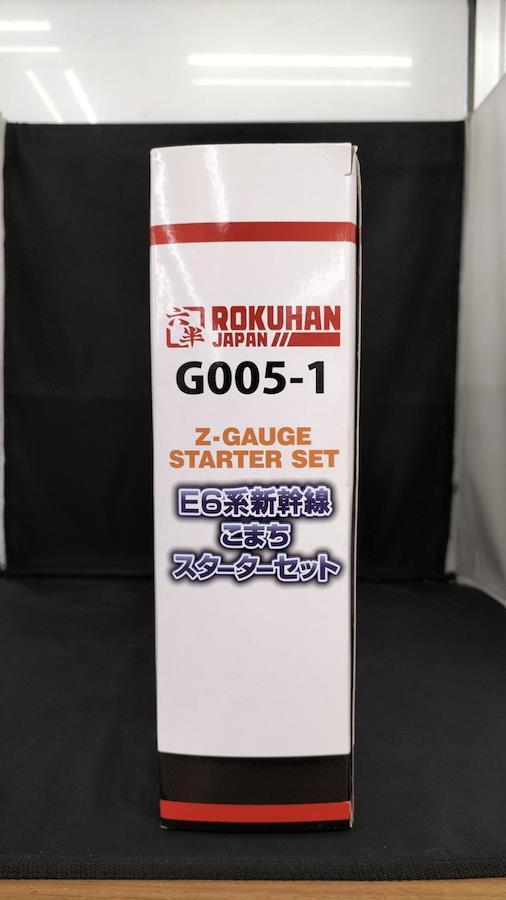 六半 ROKUHAN
JAPAN
G005-1
Z-GAUGE
STARTER SET
E6系新幹線
こまち
スターターセット